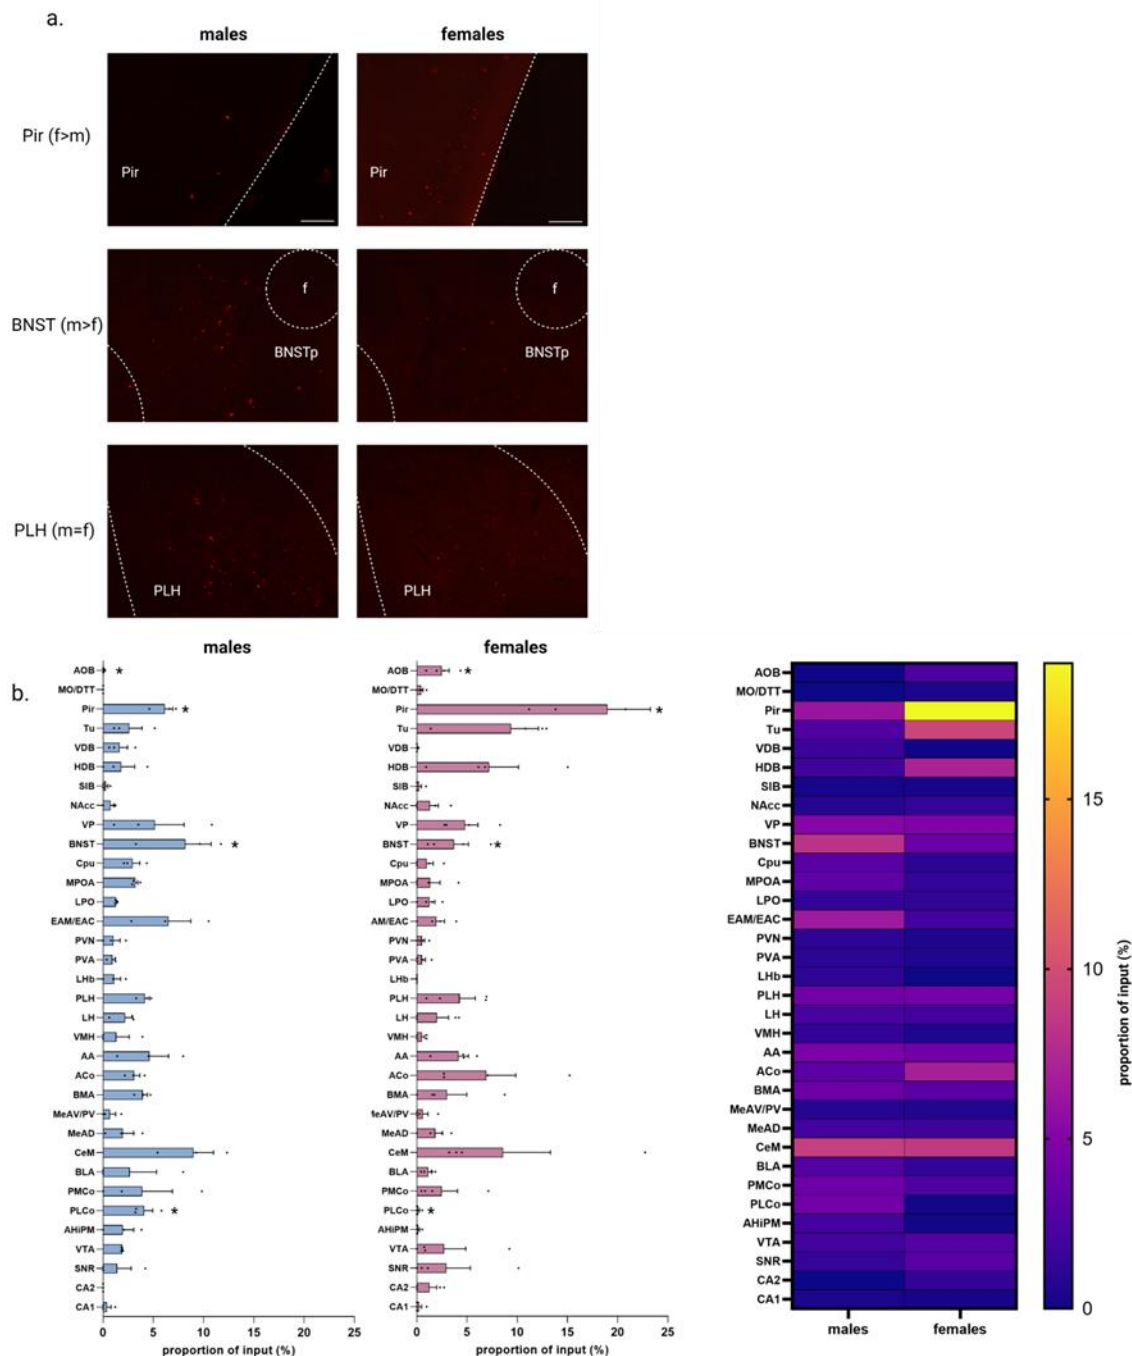 a.
males
females
Pir (f>m)
Pir
Pir
BNST (m>f)
f
BNSTp
f
BNSTp
PLH (m=f)
PLH
PLH
b.
males
AOB
*
MO/DTT
Pir
*
Tu
VDB
HDB
SIB
NAcc
VP
BNST
*
Cpu
MPOA
LPO
EAM/EAC
PVN
PVA
LHb
PLH
LH
VMH
AA
ACo
BMA
MeAV/PV
MeAD
CeM
BLA
PMCo
PLCo
*
AHiPM
VTA
SNR
CA2
CA1
0 5 10 15 20 25
proportion of input (%)
females
AOB
*
MO/DTT
Pir
*
Tu
VDB
HDB
SIB
NAcc
VP
BNST
*
Cpu
MPOA
LPO
AM/EAC
PVN
PVA
LHb
PLH
LH
VMH
AA
ACo
BMA
MeAV/PV
MeAD
CeM
BLA
PMCo
PLCo
*
AHiPM
VTA
SNR
CA2
CA1
0 5 10 15 20 25
proportion of input (%)
AOB
MO/DTT
Pir
Tu
VDB
HDB
SIB
NAcc
VP
BNST
Cpu
MPOA
LPO
EAM/EAC
PVN
PVA
LHb
PLH
LH
VMH
AA
ACo
BMA
MeAV/PV
MeAD
CeM
BLA
PMCo
PLCo
AHiPM
VTA
SNR
CA2
CA1
males
females
15
10
5
0
proportion of input (%)